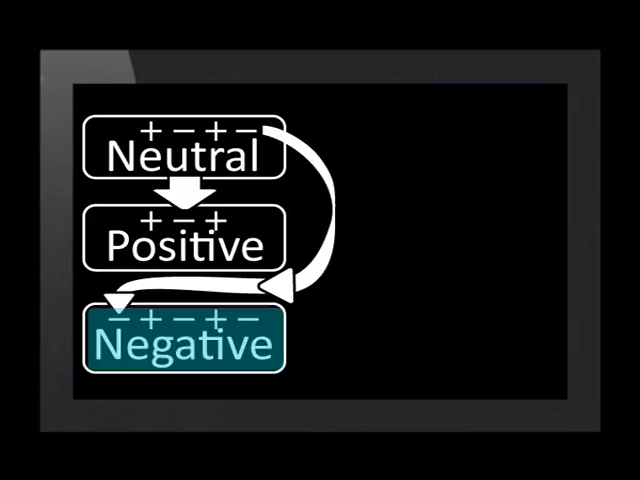 + − + −
Neutral
+ − +
Positive
− + − + −
Negative